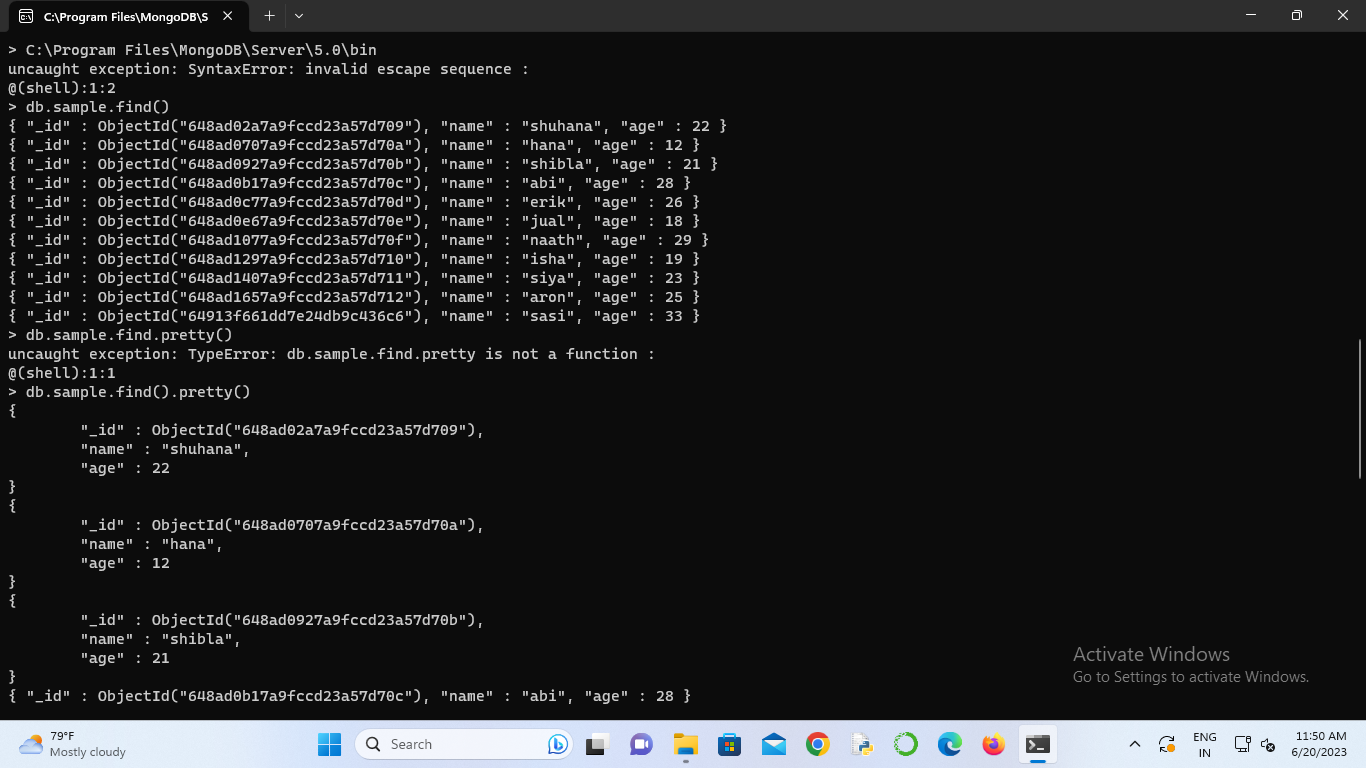 C:\Program Files\MongoDB\S
> C:\Program Files\MongoDB\Server\5.0\bin
uncaught exception: SyntaxError: invalid escape sequence :
@(shell):1:2
> db.sample.find()
{ "_id" : ObjectId("648ad02a7a9fccd23a57d709"), "name" : "shuhana", "age" : 22 }
{ "_id" : ObjectId("648ad0707a9fccd23a57d70a"), "name" : "hana", "age" : 12 }
{ "_id" : ObjectId("648ad0927a9fccd23a57d70b"), "name" : "shibla", "age" : 21 }
{ "_id" : ObjectId("648ad0b17a9fccd23a57d70c"), "name" : "abi", "age" : 28 }
{ "_id" : ObjectId("648ad0c77a9fccd23a57d70d"), "name" : "erik", "age" : 26 }
{ "_id" : ObjectId("648ad0e67a9fccd23a57d70e"), "name" : "jual", "age" : 18 }
{ "_id" : ObjectId("648ad1077a9fccd23a57d70f"), "name" : "naath", "age" : 29 }
{ "_id" : ObjectId("648ad1297a9fccd23a57d710"), "name" : "isha", "age" : 19 }
{ "_id" : ObjectId("648ad1407a9fccd23a57d711"), "name" : "siya", "age" : 23 }
{ "_id" : ObjectId("648ad1657a9fccd23a57d712"), "name" : "aron", "age" : 25 }
{ "_id" : ObjectId("64913f661dd7e24db9c436c6"), "name" : "sasi", "age" : 33 }
> db.sample.find.pretty()
uncaught exception: TypeError: db.sample.find.pretty is not a function :
@(shell):1:1
> db.sample.find().pretty()
{
"_id" : ObjectId("648ad02a7a9fccd23a57d709"),
"name" : "shuhana",
"age" : 22
}
{
"_id" : ObjectId("648ad0707a9fccd23a57d70a"),
"name" : "hana",
"age" : 12
}
{
"_id" : ObjectId("648ad0927a9fccd23a57d70b"),
"name" : "shibla",
"age" : 21
}
{ "_id" : ObjectId("648ad0b17a9fccd23a57d70c"), "name" : "abi", "age" : 28 }
Activate Windows
Go to Settings to activate Windows.
79°F
Mostly cloudy
Search
ENG
IN
11:50 AM
6/20/2023